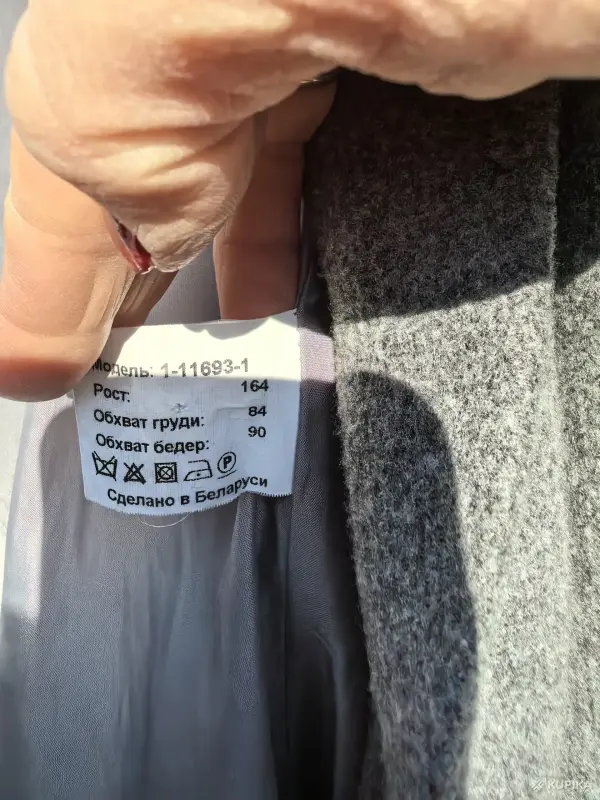 Модель: 1-11693-1
Рост: 164
Обхват груди: 84
Обхват бедер: 90
P
Сделано в Беларуси